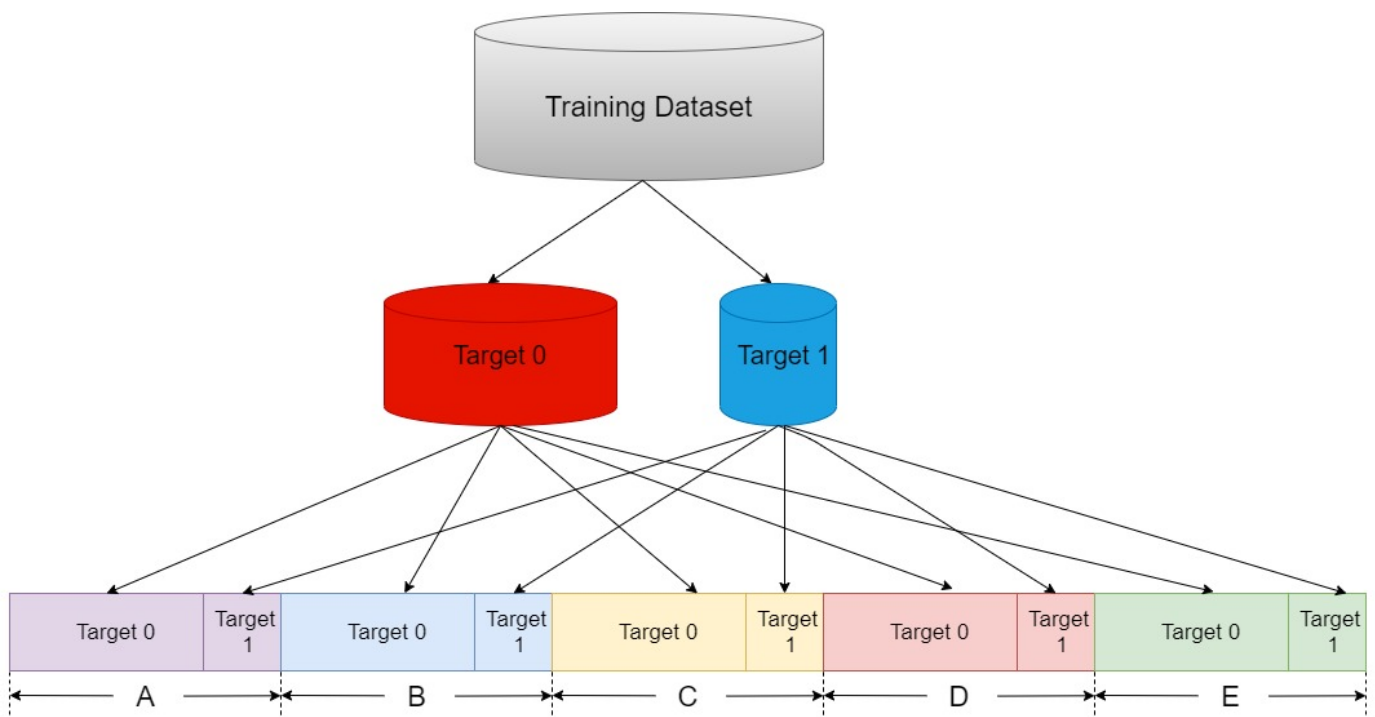 Training Dataset
Target 0
Target 1
Target 0
Target
1
Target 0
Target
1
Target 0
Target
1
Target 0
Target
1
Target 0
Target
1
A
B
C
D
E